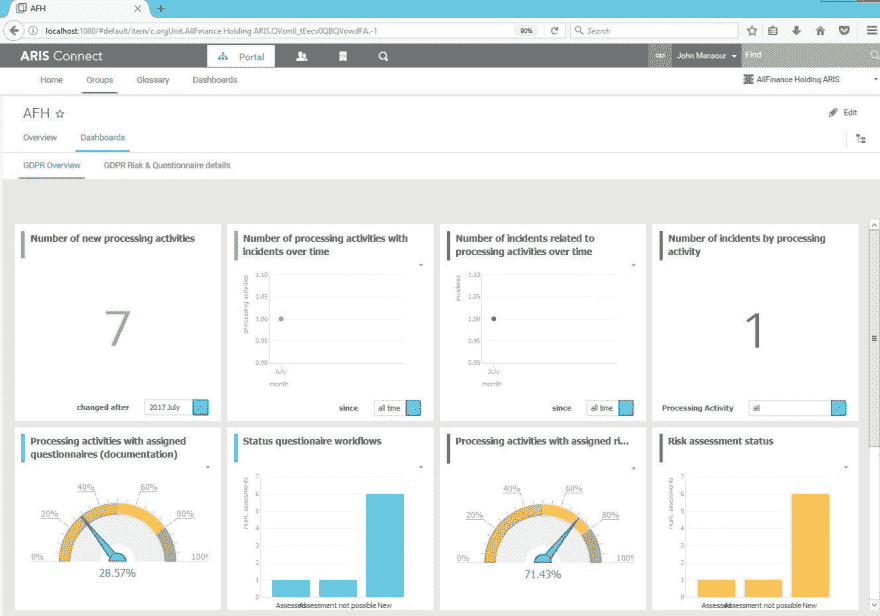 AFH
localhost:1080/#default/item/c.orgUnit.AllFinance Holding ARIS.QVsmil_tEecv0QBQVowdFA.-1
90%
Search
ARIS Connect
Portal
John Mansour
Find
Home
Groups
Glossary
Dashboards
AllFinance Holding ARIS
AFH
Edit
Overview
Dashboards
GDPR Overview
GDPR Risk & Questionnaire details
Number of new processing activities
7
changed after
2017 July
Number of processing activities with
incidents over time
processing activities
1.10
1.05
1.00
0.95
0.90
July
month
since
all time
Number of incidents related to
processing activities over time
incidents
1.10
1.05
1.00
0.95
0.90
July
month
since
all time
Number of incidents by processing
activity
1
Processing Activity
all
Processing activities with assigned
questionnaires (documentation)
0%
20%
40%
60%
80%
100%
28.57%
Status questionaire workflows
num. assessments
7
6
5
4
3
2
1
0
Assessed
Assessment not possible
New
Processing activities with assigned ri...
0%
20%
40%
60%
80%
100%
71.43%
Risk assessment status
num. assessments
7
6
5
4
3
2
1
0
Assessed
Assessment not possible
New